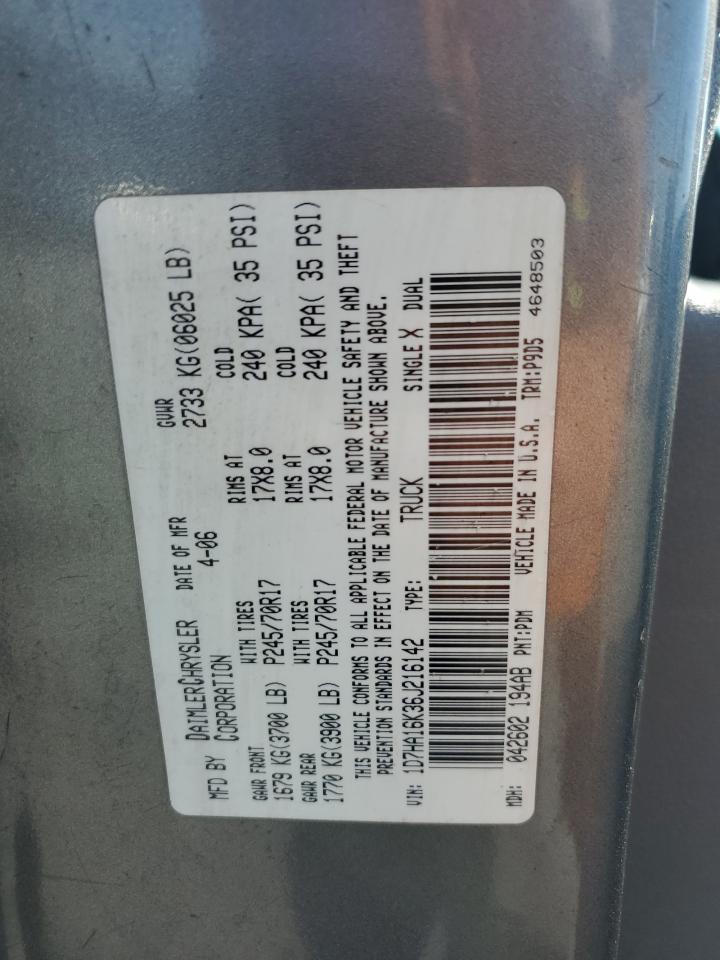 MFD BY DAIMLERCHRYSLER CORPORATION DATE OF MFR 4-06 GVWR 2733 KG(06025 LB)
GAWR FRONT WITH TIRES RIMS AT COLD
1679 KG(3700 LB) P245/70R17 17X8.0 240 KPA( 35 PSI)
GAWR REAR WITH TIRES RIMS AT COLD
1770 KG(3900 LB) P245/70R17 17X8.0 240 KPA( 35 PSI)
THIS VEHICLE CONFORMS TO ALL APPLICABLE FEDERAL MOTOR VEHICLE SAFETY AND THEFT
PREVENTION STANDARDS IN EFFECT ON THE DATE OF MANUFACTURE SHOWN ABOVE.
VIN: 1D7HA16K36J216142 TYPE: TRUCK SINGLE X DUAL
MDH: 042602 194AB PNT:PDM VEHICLE MADE IN U.S.A. TRM:P9D5 4648503